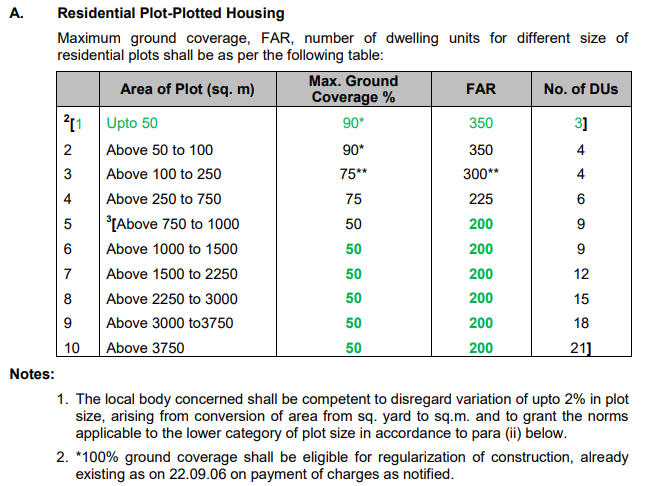 A. Residential Plot-Plotted Housing
Maximum ground coverage, FAR, number of dwelling units for different size of
residential plots shall be as per the following table:
Area of Plot (sq. m) Max. Ground Coverage % FAR No. of DUs
2[1 Upto 50 90* 350 3]
2 Above 50 to 100 90* 350 4
3 Above 100 to 250 75** 300** 4
4 Above 250 to 750 75 225 6
5 3[Above 750 to 1000 50 200 9
6 Above 1000 to 1500 50 200 9
7 Above 1500 to 2250 50 200 12
8 Above 2250 to 3000 50 200 15
9 Above 3000 to3750 50 200 18
10 Above 3750 50 200 21]
Notes:
1. The local body concerned shall be competent to disregard variation of upto 2% in plot
size, arising from conversion of area from sq. yard to sq.m. and to grant the norms
applicable to the lower category of plot size in accordance to para (ii) below.
2. *100% ground coverage shall be eligible for regularization of construction, already
existing as on 22.09.06 on payment of charges as notified.